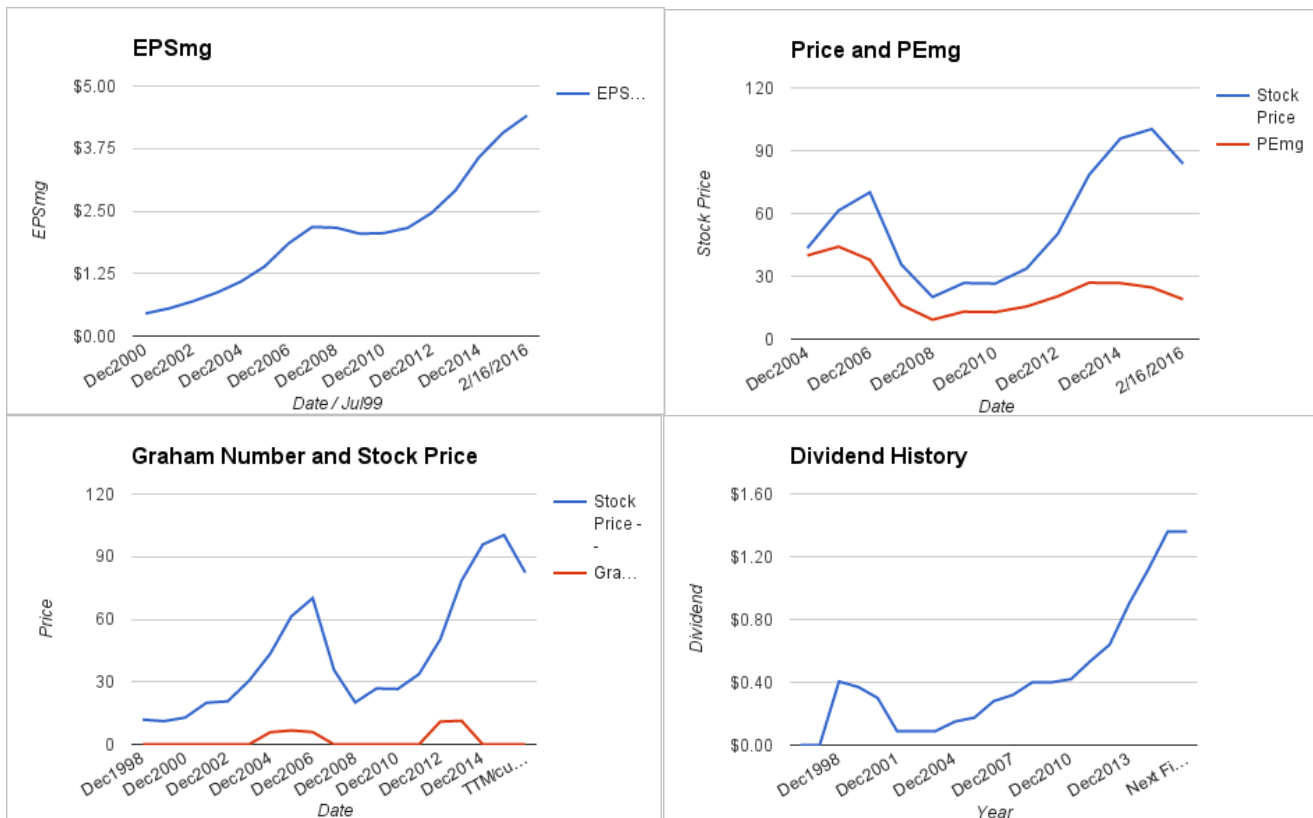 EPSmg
$5.00
$3.75
$2.50
$1.25
$0.00
EPSmg
EPS...
Dec2000
Dec2002
Dec2004
Dec2006
Dec2008
Dec2010
Dec2012
Dec2014
2/16/2016
Date / Jul99
Price and PEmg
120
90
60
30
0
Stock Price
Stock
Price
PEmg
Dec2004
Dec2006
Dec2008
Dec2010
Dec2012
Dec2014
2/16/2016
Date
Graham Number and Stock Price
120
90
60
30
0
Price
Stock
Price -
-
Gra...
Dec1998
Dec2000
Dec2002
Dec2004
Dec2006
Dec2008
Dec2010
Dec2012
Dec2014
TTM/cu...
Date
Dividend History
$1.60
$1.20
$0.80
$0.40
$0.00
Dividend
Dec1998
Dec2001
Dec2004
Dec2007
Dec2010
Dec2013
Next Fi...
Year